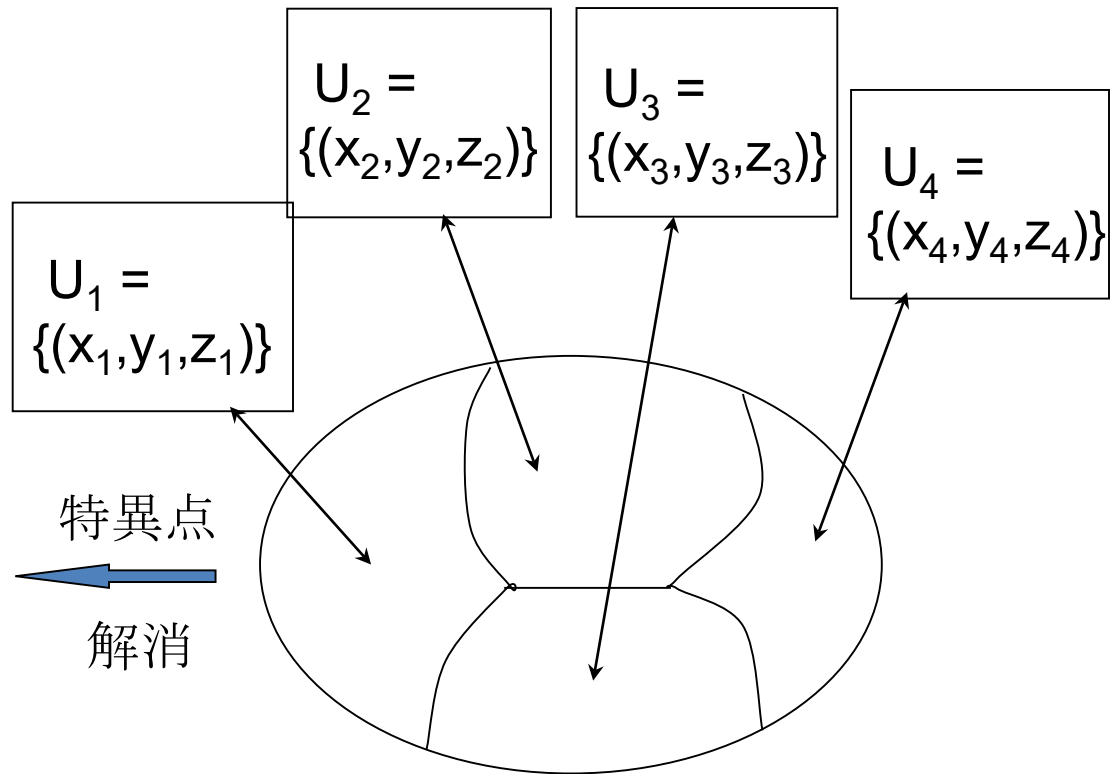 U₁ =
{(x₁,y₁,z₁)}
U₂ =
{(x₂,y₂,z₂)}
U₃ =
{(x₃,y₃,z₃)}
U₄ =
{(x₄,y₄,z₄)}
特異点
解消